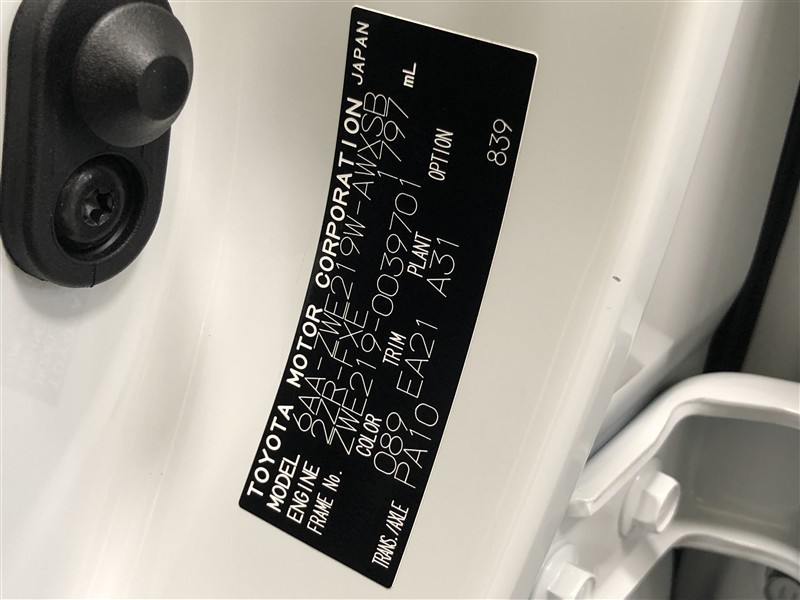 TOYOTA MOTOR CORPORATION JAPAN
MODEL 6AA-ZWE219W-AWXSB
ENGINE 2ZR-FXE 1797 mL
FRAME No. ZWE219-0039701
COLOR TRIM PLANT OPTION
089 EA21 A31
TRANS./AXLE PA10 839